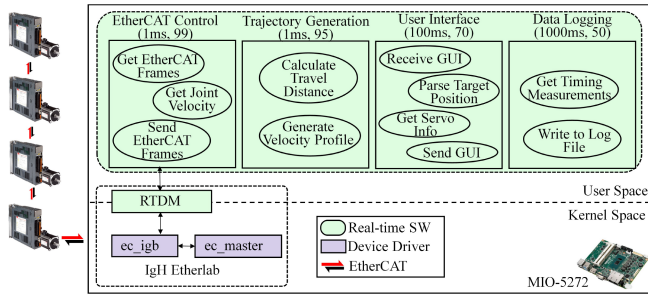 EtherCAT Control
(1ms, 99)
Trajectory Generation
(1ms, 95)
User Interface
(100ms, 70)
Data Logging
(1000ms, 50)
Get EtherCAT
Frames
Get Joint
Velocity
Send
EtherCAT
Frames
Calculate
Travel
Distance
Generate
Velocity Profile
Receive GUI
Parse Target
Position
Get Servo
Info
Send GUI
Get Timing
Measurements
Write to Log
File
User Space
Kernel Space
RTDM
ec_igb
ec_master
IgH Etherlab
Real-time SW
Device Driver
EtherCAT
MIO-5272